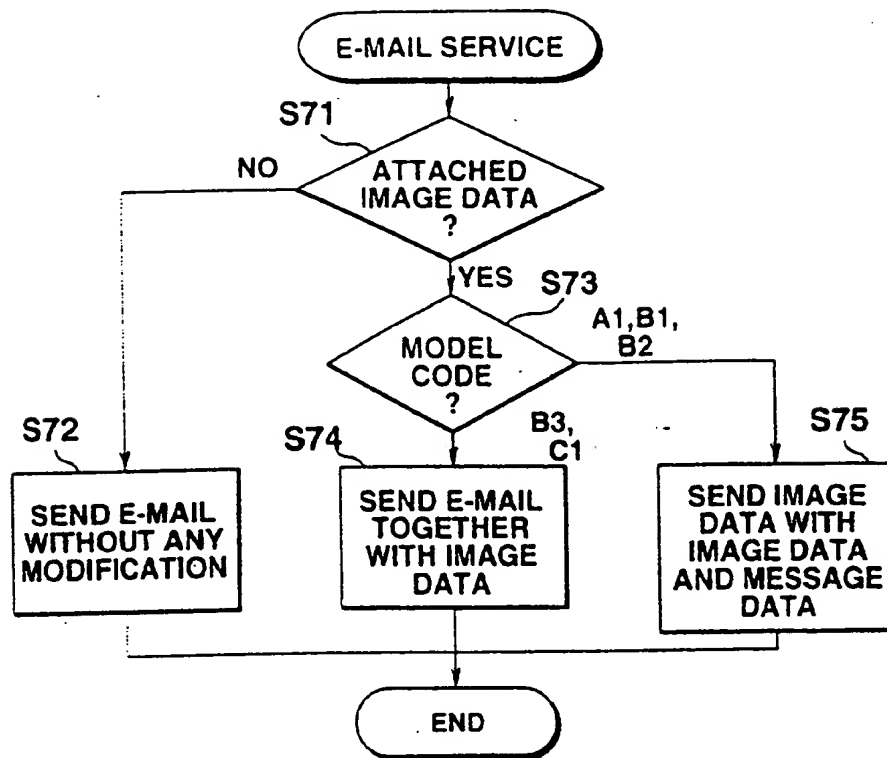 E-MAIL SERVICE
S71
NO
ATTACHED
IMAGE DATA
?
YES
S73
A1,B1,
B2
MODEL
CODE
?
S72
S74
B3,
C1
S75
SEND E-MAIL
WITHOUT ANY
MODIFICATION
SEND E-MAIL
TOGETHER
WITH IMAGE
DATA
SEND IMAGE
DATA WITH
IMAGE DATA
AND MESSAGE
DATA
END